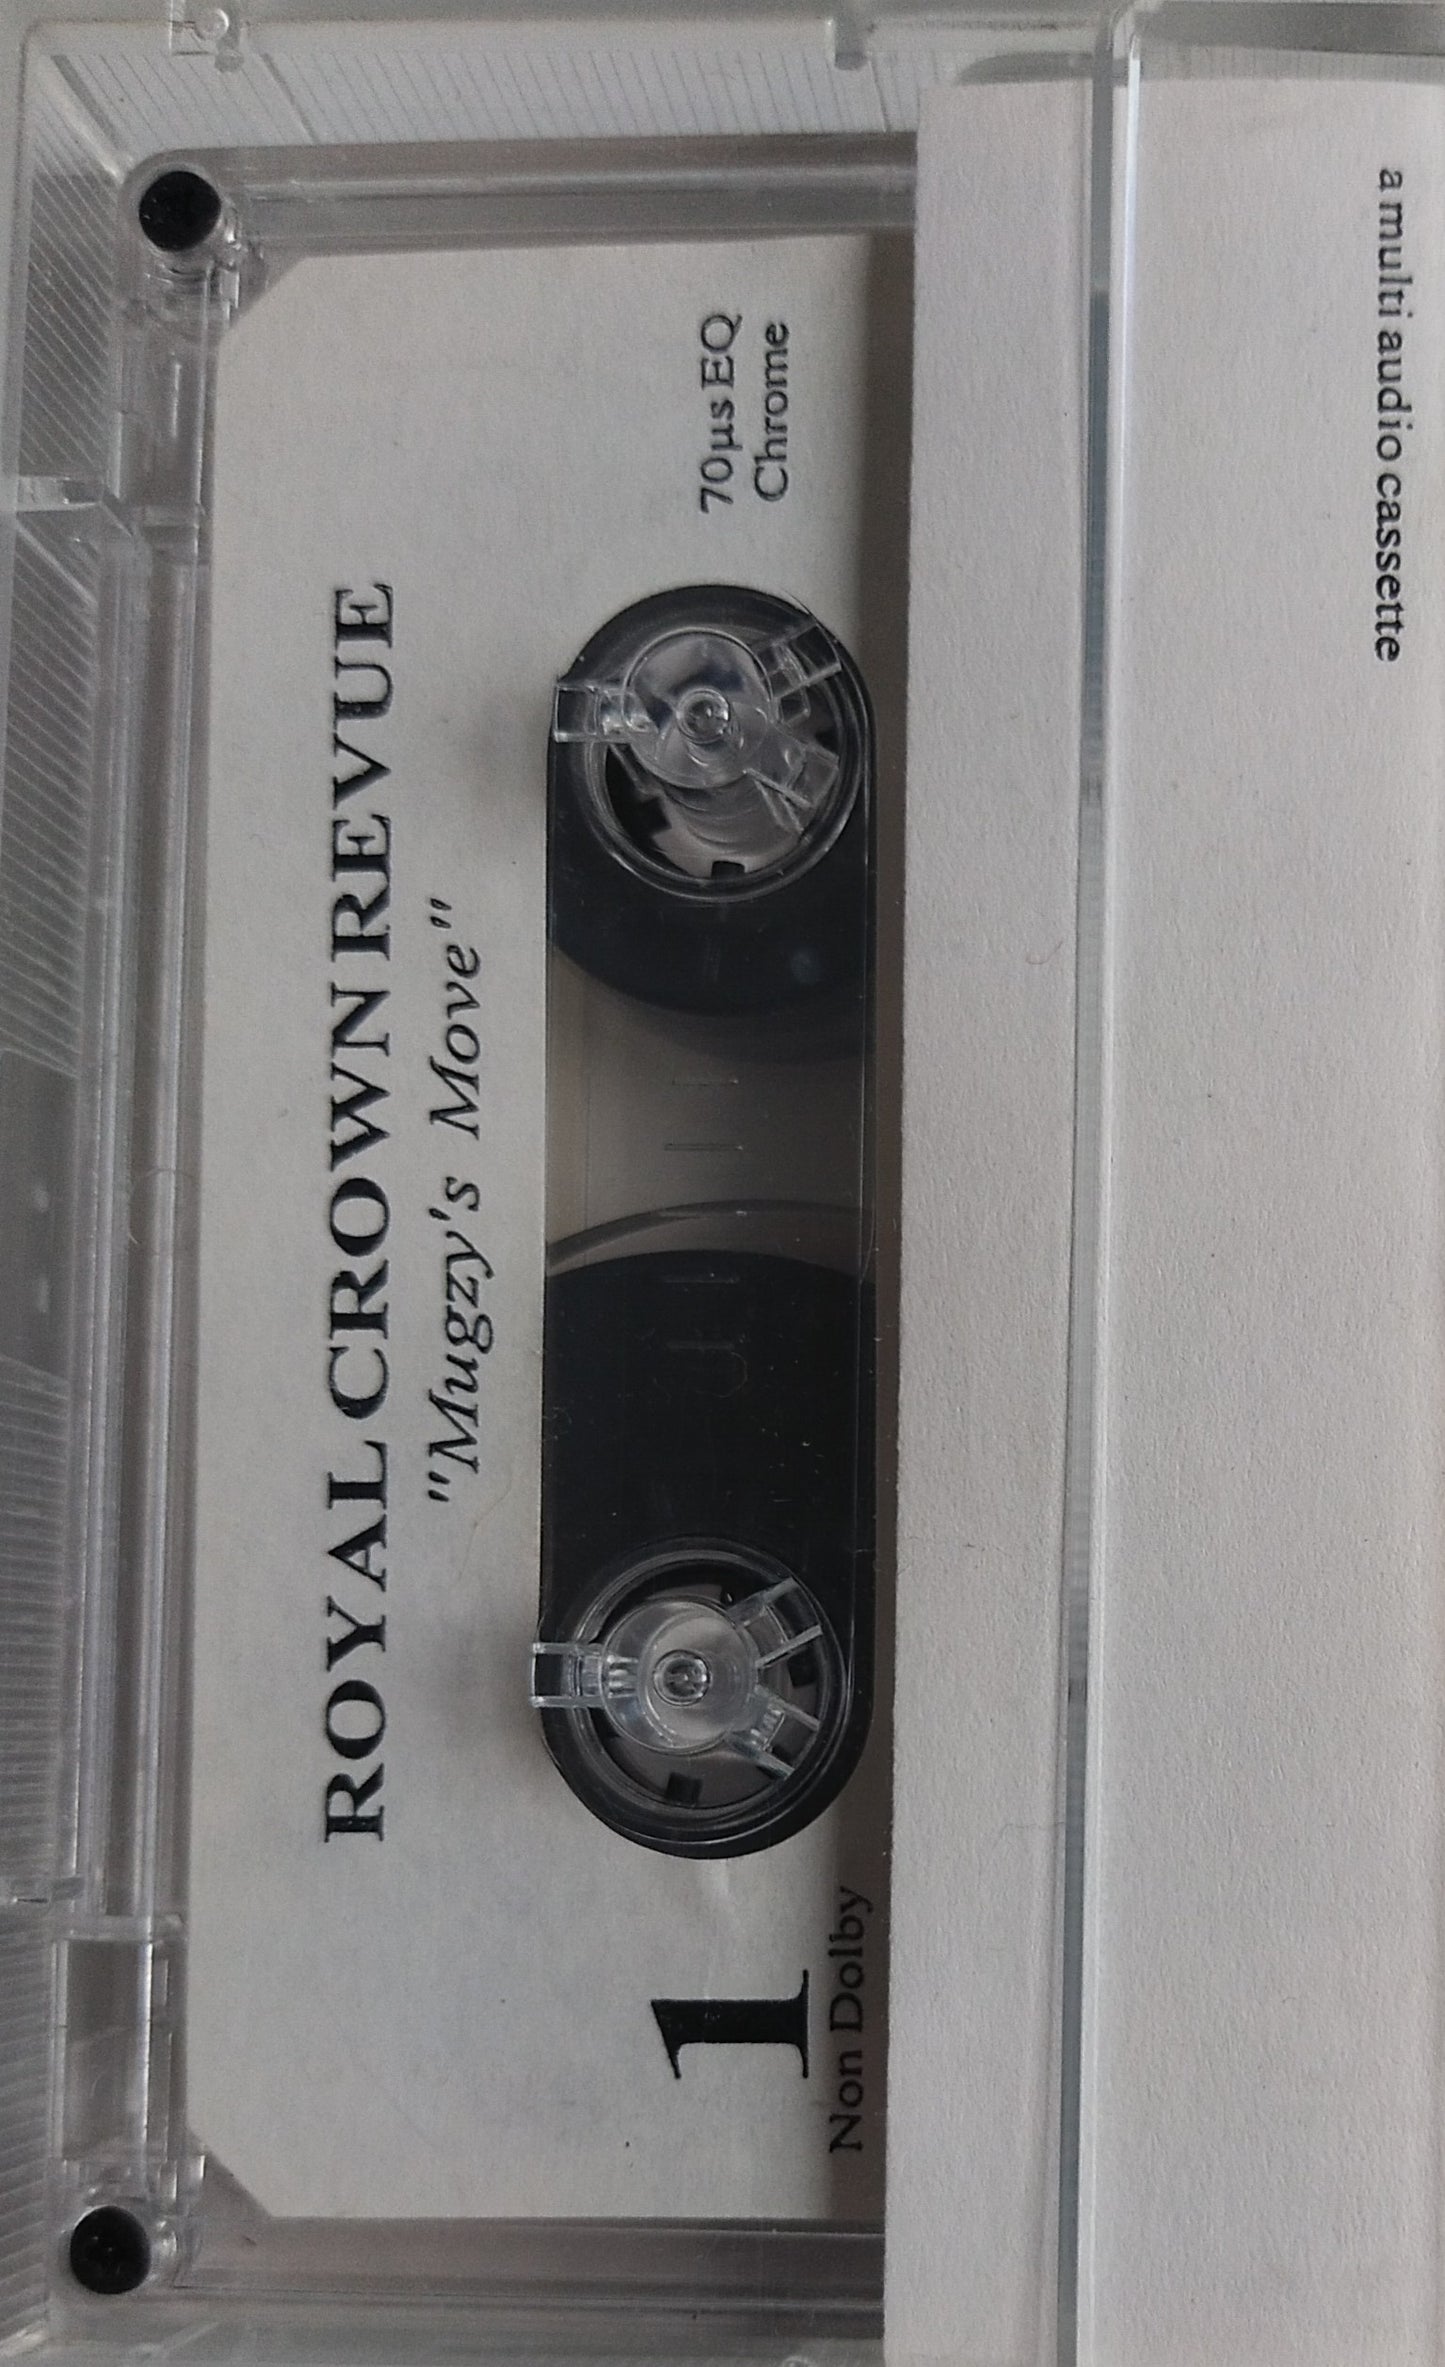 ROYAL CROWN REVUE
"Mugzy's Move"
70µs EQ
Chrome
1
Non Dolby
a multi audio cassette